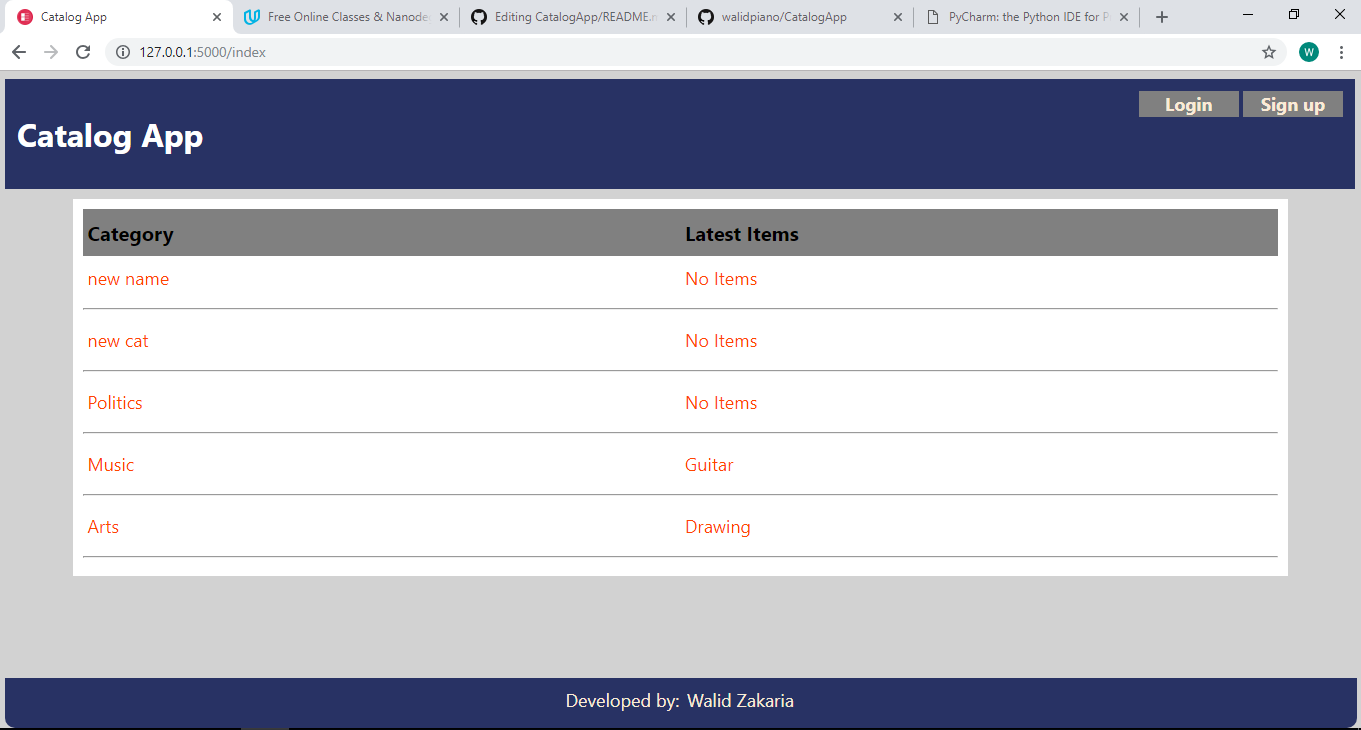 Catalog App
Free Online Classes & Nanode
Editing CatalogApp/README.m
walidpiano/CatalogApp
PyCharm: the Python IDE for P
127.0.0.1:5000/index
W
Login
Sign up
Catalog App
Category Latest Items
new name No Items
new cat No Items
Politics No Items
Music Guitar
Arts Drawing
Developed by: Walid Zakaria